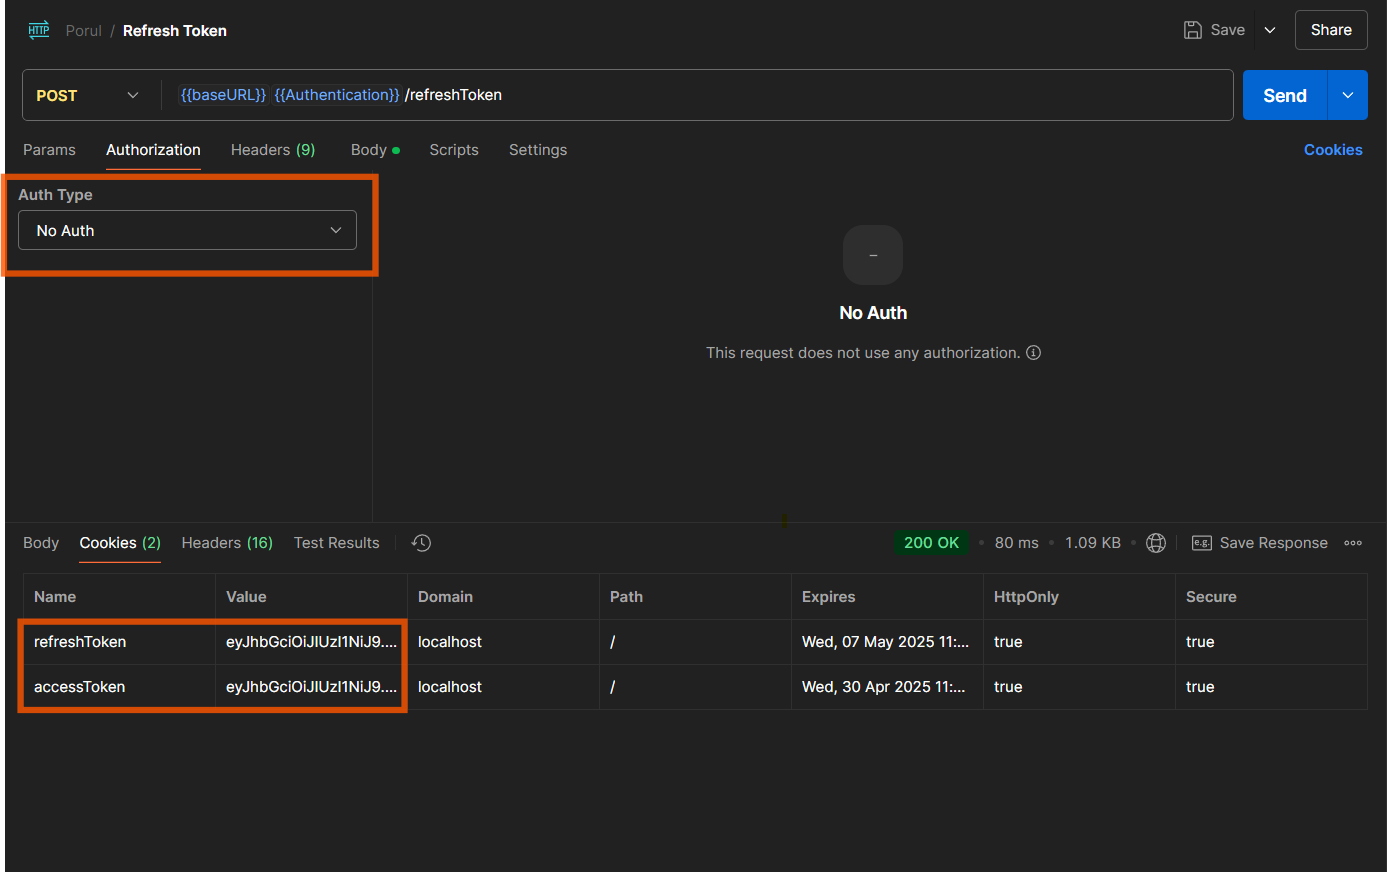 HTTP Porul / Refresh Token Save Share
POST {{baseURL}} {{Authentication}} /refreshToken Send
Params Authorization Headers (9) Body Scripts Settings Cookies
Auth Type
No Auth
–
No Auth
This request does not use any authorization.
Body Cookies (2) Headers (16) Test Results 200 OK • 80 ms • 1.09 KB • e.g. Save Response
Name Value Domain Path Expires HttpOnly Secure
refreshToken eyJhbGciOiJIUzI1NiJ9.... localhost / Wed, 07 May 2025 11:... true true
accessToken eyJhbGciOiJIUzI1NiJ9.... localhost / Wed, 30 Apr 2025 11:... true true